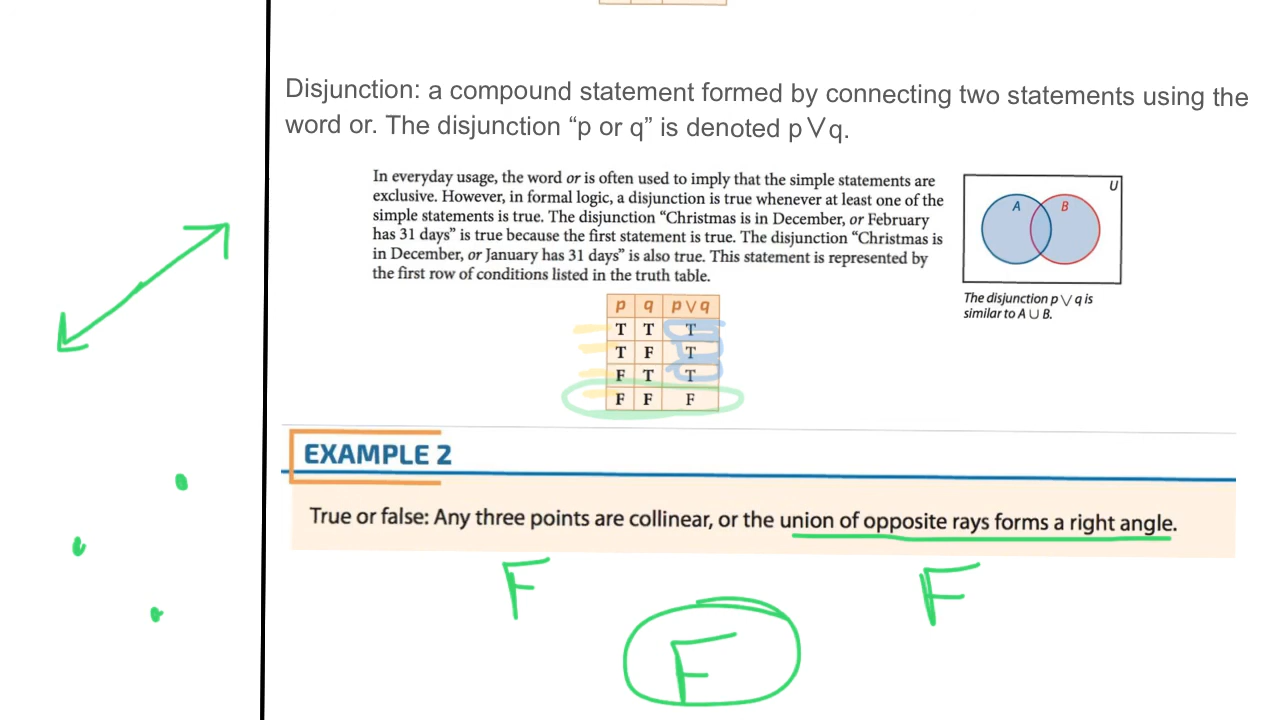 Disjunction: a compound statement formed by connecting two statements using the
word or. The disjunction “p or q” is denoted p∨q.
In everyday usage, the word or is often used to imply that the simple statements are
exclusive. However, in formal logic, a disjunction is true whenever at least one of the
simple statements is true. The disjunction “Christmas is in December, or February
has 31 days” is true because the first statement is true. The disjunction “Christmas is
in December, or January has 31 days” is also true. This statement is represented by
the first row of conditions listed in the truth table.
U
A B
The disjunction p ∨ q is
similar to A ∪ B.
p q p ∨ q
T T T
T F T
F T T
F F F
EXAMPLE 2
True or false: Any three points are collinear, or the union of opposite rays forms a right angle.
F F
F